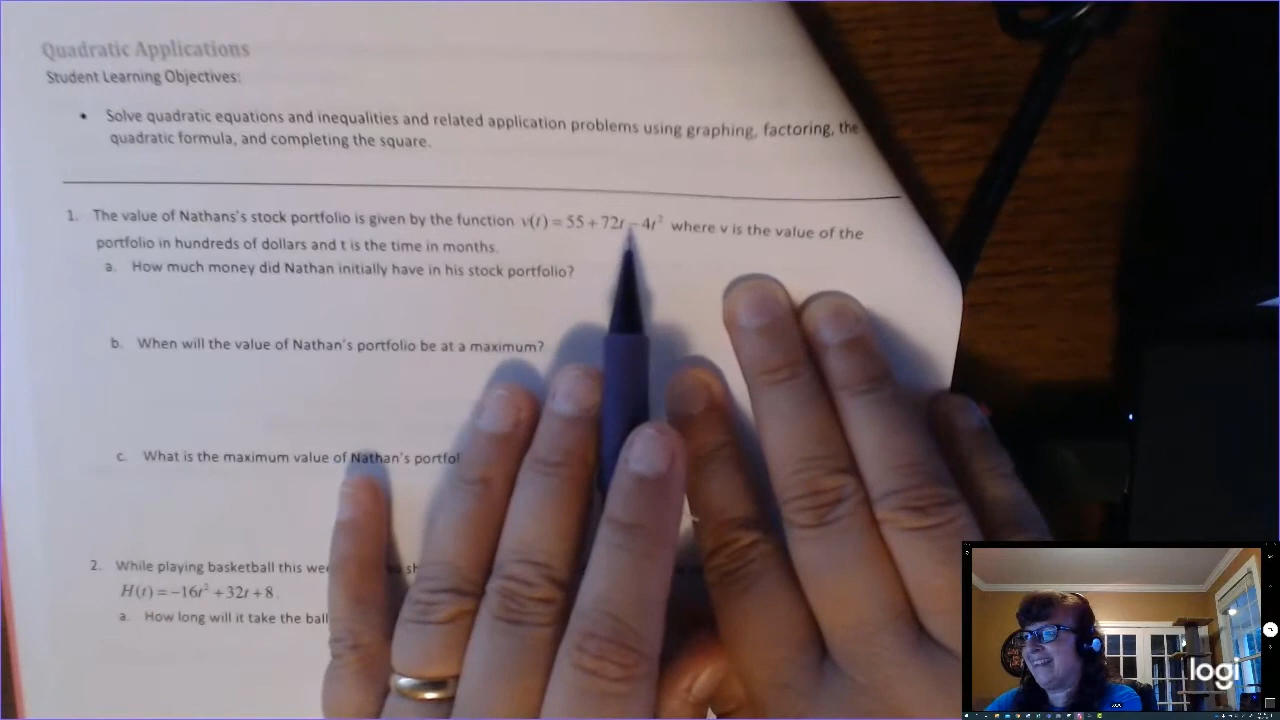 Quadratic Applications
Student Learning Objectives:
• Solve quadratic equations and inequalities and related application problems using graphing, factoring, the
quadratic formula, and completing the square.
1. The value of Nathans's stock portfolio is given by the function v(t) = 55 + 72t − 4t² where v is the value of the
portfolio in hundreds of dollars and t is the time in months.
a. How much money did Nathan initially have in his stock portfolio?
b. When will the value of Nathan's portfolio be at a maximum?
c. What is the maximum value of Nathan's portfol
2. While playing basketball this wee sh
H(t) = −16t² + 32t + 8.
a. How long will it take the ball
logi